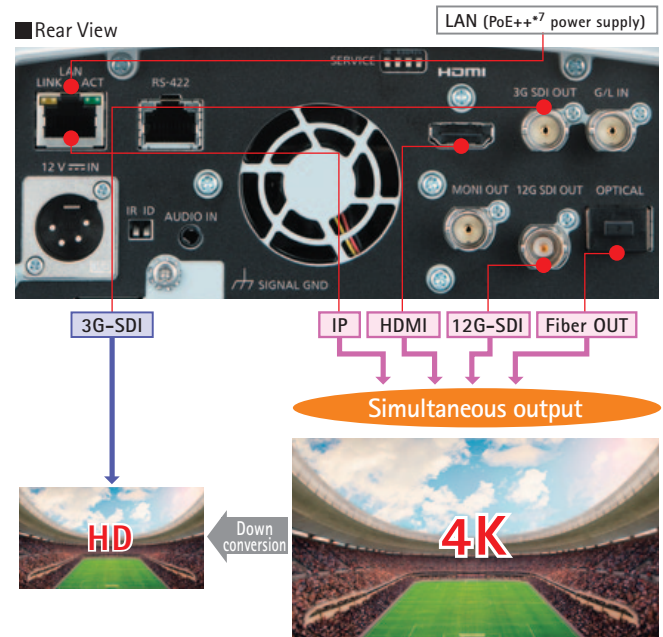 ■Rear View
LAN (PoE++*7 power supply)
LAN
LINK ACT
RS-422
SERVICE
HDMI
3G SDI OUT
G/L IN
12 V ⎓ IN
IR ID
AUDIO IN
MONI OUT
12G SDI OUT
OPTICAL
SIGNAL GND
3G-SDI
IP
HDMI
12G-SDI
Fiber OUT
Simultaneous output
HD
Down
conversion
4K